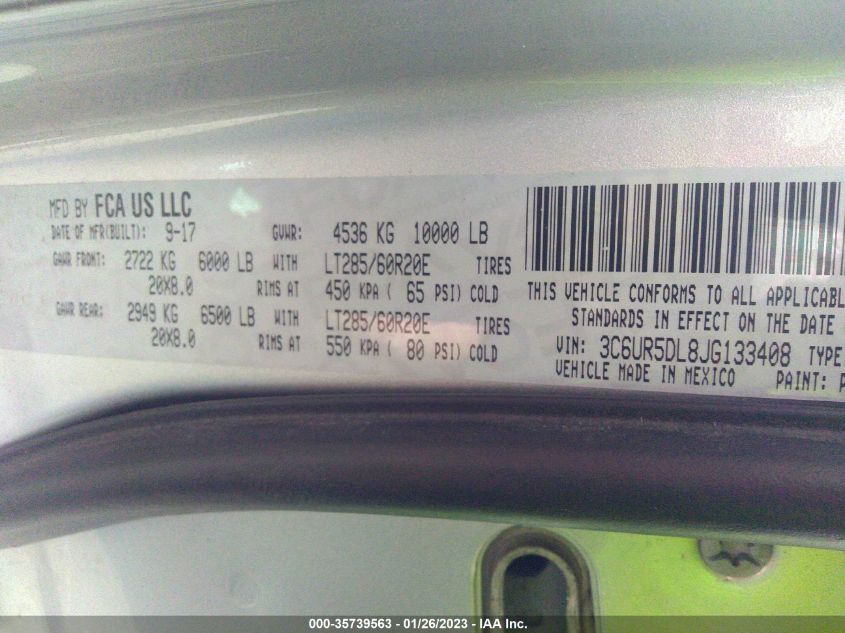 MFD BY FCA US LLC
DATE OF MFR(BUILT): 9-17 GVWR: 4536 KG 10000 LB
GAWR FRONT: 2722 KG 6000 LB WITH LT285/60R20E TIRES
20X8.0 RIMS AT 450 KPA ( 65 PSI) COLD
GAWR REAR: 2949 KG 6500 LB WITH LT285/60R20E TIRES
20X8.0 RIMS AT 550 KPA ( 80 PSI) COLD
THIS VEHICLE CONFORMS TO ALL APPLICABL
STANDARDS IN EFFECT ON THE DATE
VIN: 3C6UR5DL8JG133408 TYPE
VEHICLE MADE IN MEXICO PAINT: P
000-35739563 - 01/26/2023 - IAA Inc.